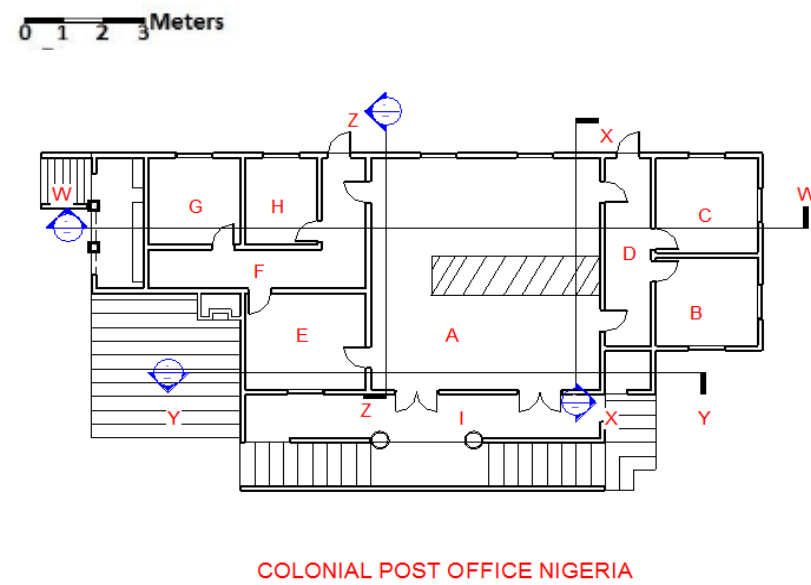 Meters
0 1 2 3
Z
X
W
W
G
H
C
F
D
E
A
B
Y
Z
I
X
Y
COLONIAL POST OFFICE NIGERIA